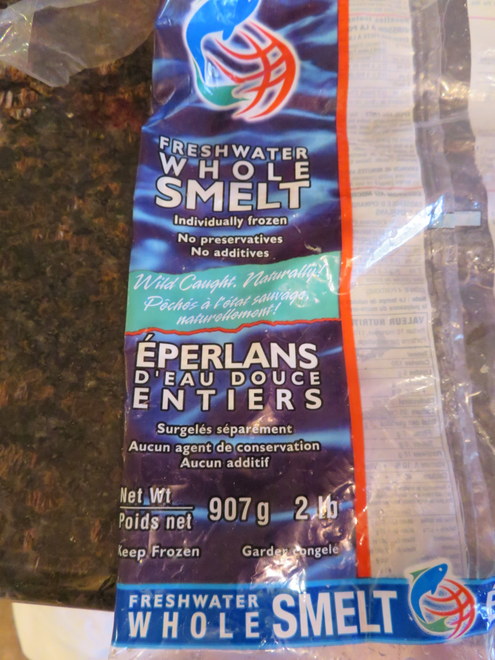 FRESHWATER
WHOLE
SMELT
Individually frozen
No preservatives
No additives
Wild Caught, Naturally!
Pêchés à l'état sauvage,
naturellement!
ÉPERLANS
D'EAU DOUCE
ENTIERS
Surgelés séparément
Aucun agent de conservation
Aucun additif
Net Wt
Poids net
907g 2 lb
Keep Frozen
Garder congelé
FRESHWATER
WHOLE
SMELT